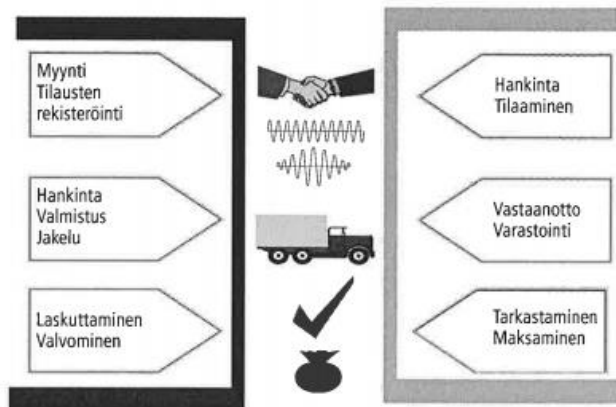 Myynti
Tilausten
rekisteröinti
Hankinta
Valmistus
Jakelu
Laskuttaminen
Valvominen
Hankinta
Tilaaminen
Vastaanotto
Varastointi
Tarkastaminen
Maksaminen